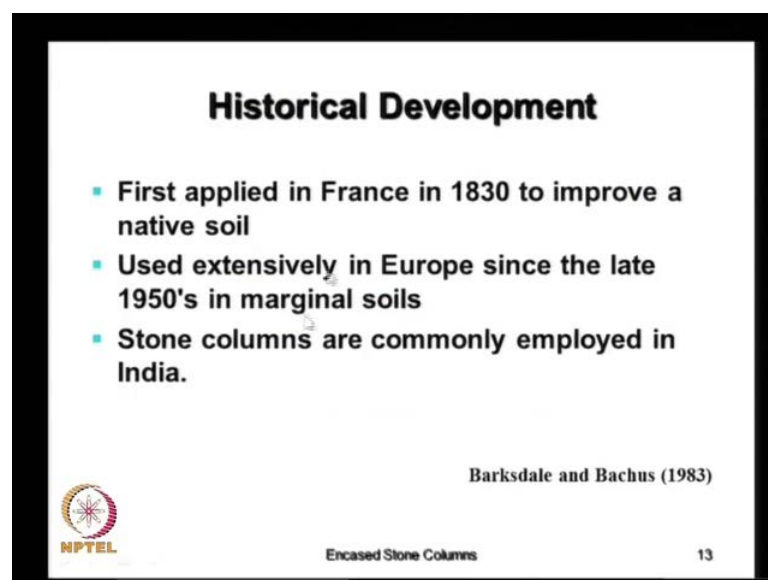 Historical Development
First applied in France in 1830 to improve a
native soil
Used extensively in Europe since the late
1950's in marginal soils
Stone columns are commonly employed in
India.
Barksdale and Bachus (1983)
NPTEL
Encased Stone Columns
13